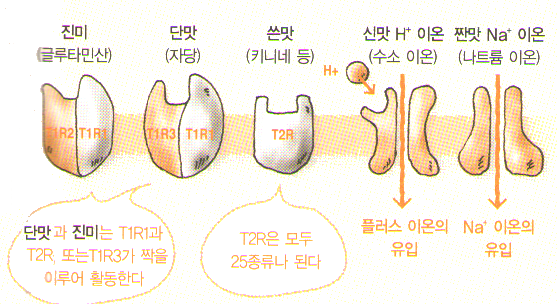 진미
(글루타민산)
단맛
(자당)
쓴맛
(키니네 등)
신맛 H+ 이온
(수소 이온)
짠맛 Na+ 이온
(나트륨 이온)
H+
T1R2 T1R1
T1R3 T1R1
T2R
단맛과 진미는 T1R1과
T2R, 또는T1R3가 짝을
이루어 활동한다
T2R은 모두
25종류나 된다
플러스 이온의
유입
Na+ 이온의
유입